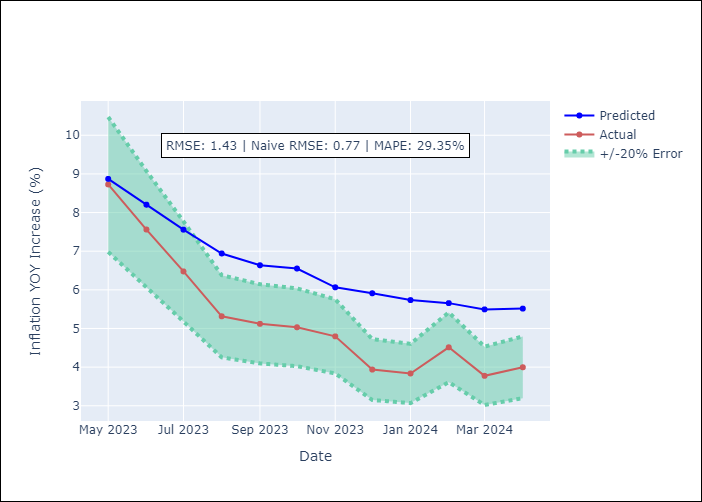 Predicted
Actual
+/-20% Error
RMSE: 1.43 | Naive RMSE: 0.77 | MAPE: 29.35%
Inflation YOY Increase (%)
10
9
8
7
6
5
4
3
May 2023 Jul 2023 Sep 2023 Nov 2023 Jan 2024 Mar 2024
Date